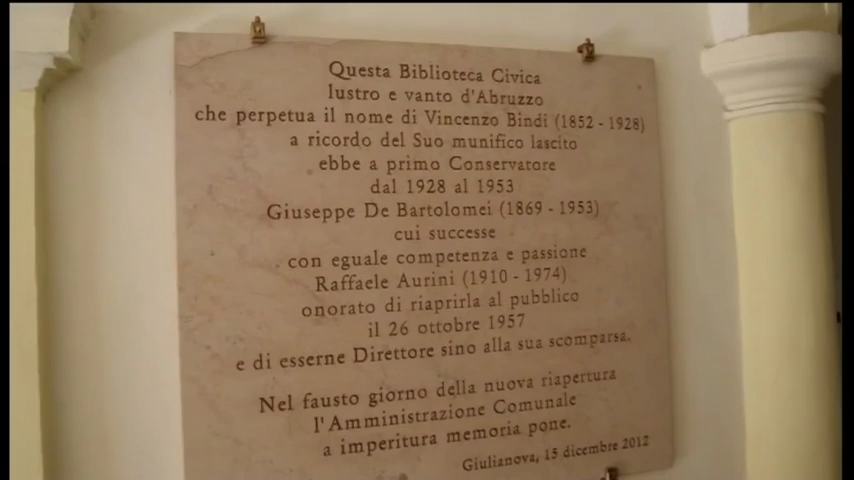 Questa Biblioteca Civica
lustro e vanto d'Abruzzo
che perpetua il nome di Vincenzo Bindi (1852 - 1928)
a ricordo del Suo munifico lascito
ebbe a primo Conservatore
dal 1928 al 1953
Giuseppe De Bartolomei (1869 - 1953)
cui successe
con eguale competenza e passione
Raffaele Aurini (1910 - 1974)
onorato di riaprirla al pubblico
il 26 ottobre 1957
e di esserne Direttore sino alla sua scomparsa.
Nel fausto giorno della nuova riapertura
l'Amministrazione Comunale
a imperitura memoria pone.
Giulianova, 15 dicembre 2012